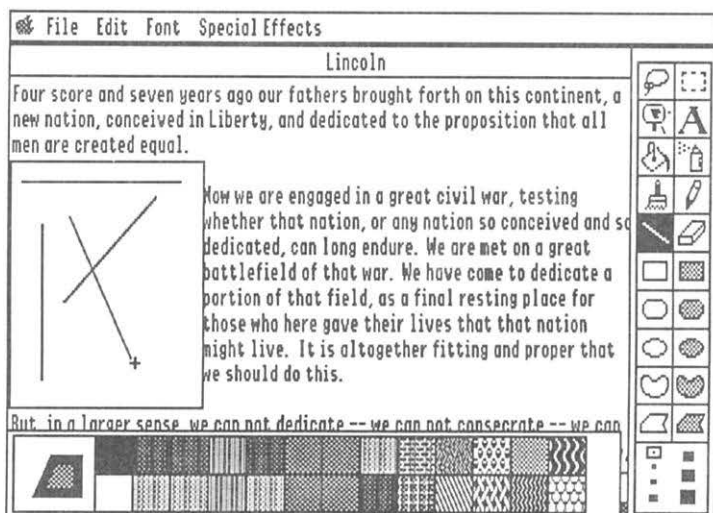 File Edit Font Special Effects
Lincoln
Four score and seven years ago our fathers brought forth on this continent, a
new nation, conceived in Liberty, and dedicated to the proposition that all
men are created equal.
Now we are engaged in a great civil war, testing
whether that nation, or any nation so conceived and so
dedicated, can long endure. We are met on a great
battlefield of that war. We have come to dedicate a
portion of that field, as a final resting place for
those who here gave their lives that that nation
might live. It is altogether fitting and proper that
we should do this.
But, in a larger sense, we can not dedicate -- we can not consecrate -- we can
A